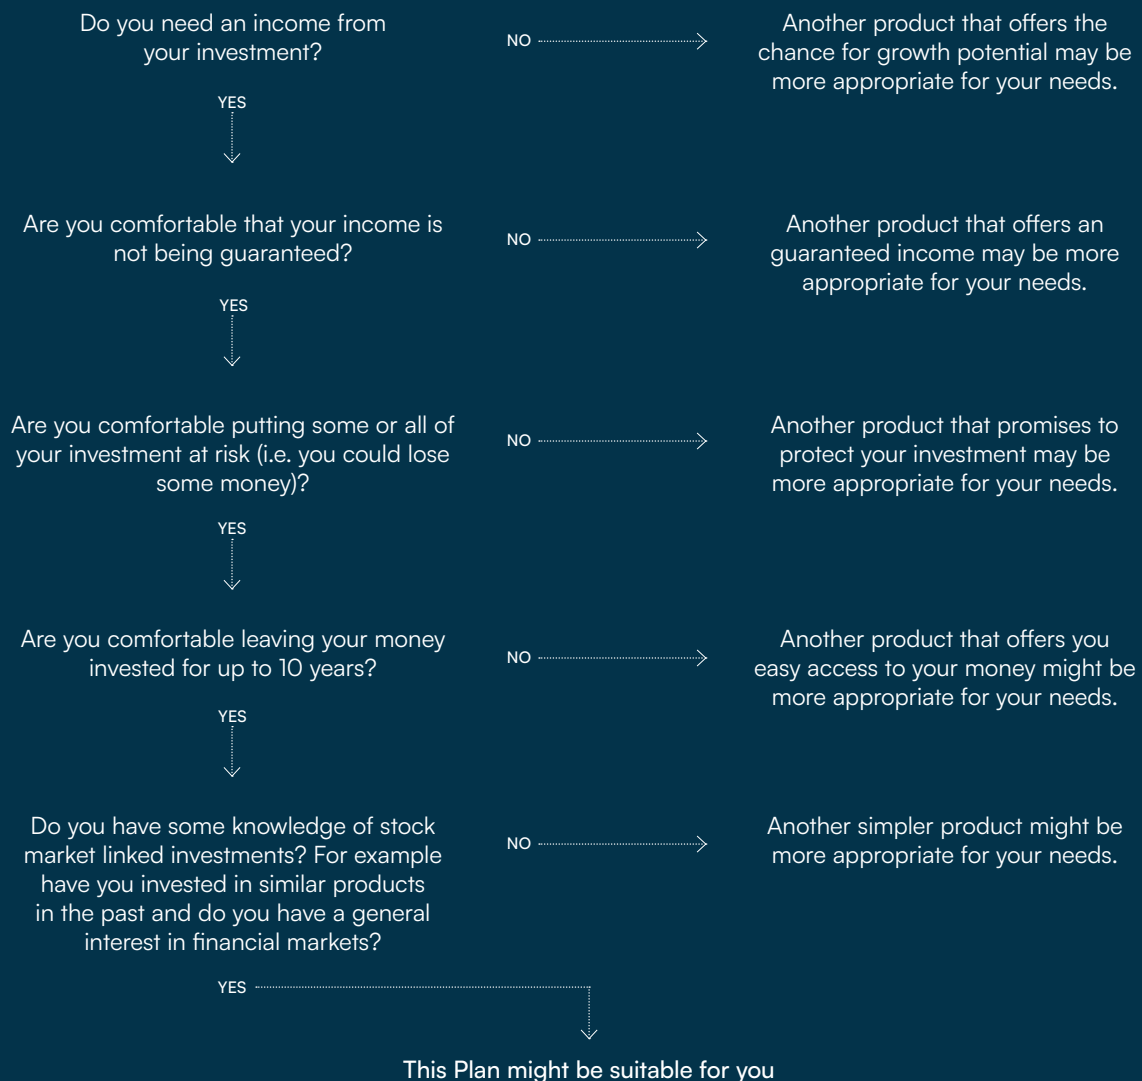 Do you need an income from
your investment?
NO
Another product that offers the
chance for growth potential may be
more appropriate for your needs.
YES
Are you comfortable that your income is
not being guaranteed?
NO
Another product that offers an
guaranteed income may be more
appropriate for your needs.
YES
Are you comfortable putting some or all of
your investment at risk (i.e. you could lose
some money)?
NO
Another product that promises to
protect your investment may be
more appropriate for your needs.
YES
Are you comfortable leaving your money
invested for up to 10 years?
NO
Another product that offers you
easy access to your money might be
more appropriate for your needs.
YES
Do you have some knowledge of stock
market linked investments? For example
have you invested in similar products
in the past and do you have a general
interest in financial markets?
NO
Another simpler product might be
more appropriate for your needs.
YES
This Plan might be suitable for you